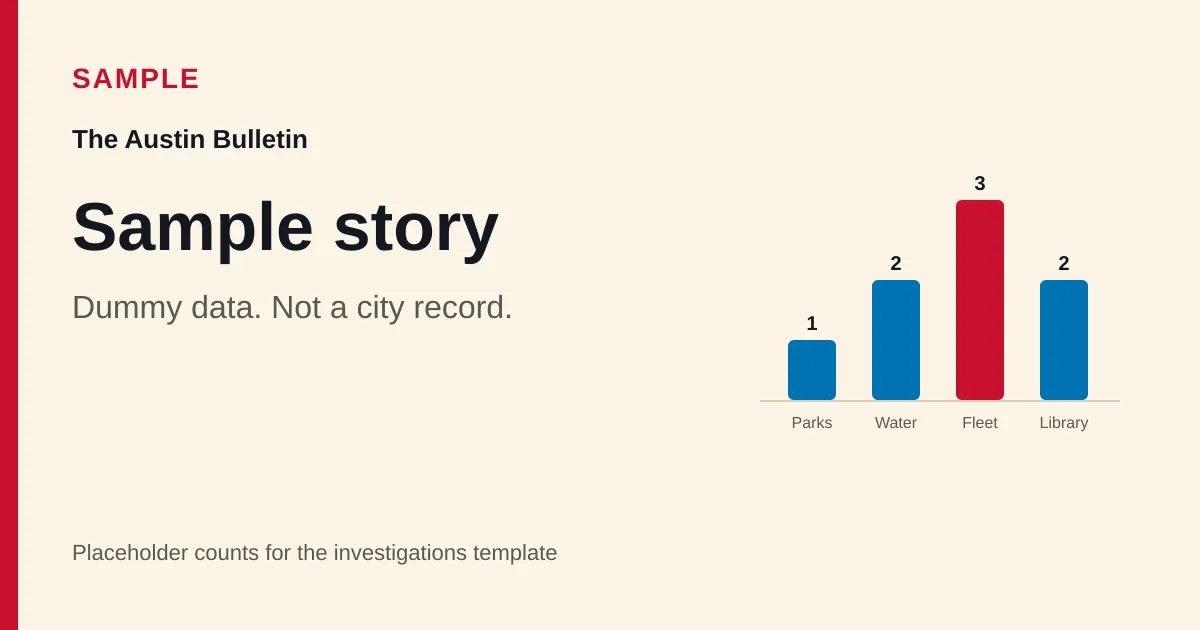 SAMPLE
The Austin Bulletin
Sample story
Dummy data. Not a city record.
3
2
2
1
Parks Water Fleet Library
Placeholder counts for the investigations template